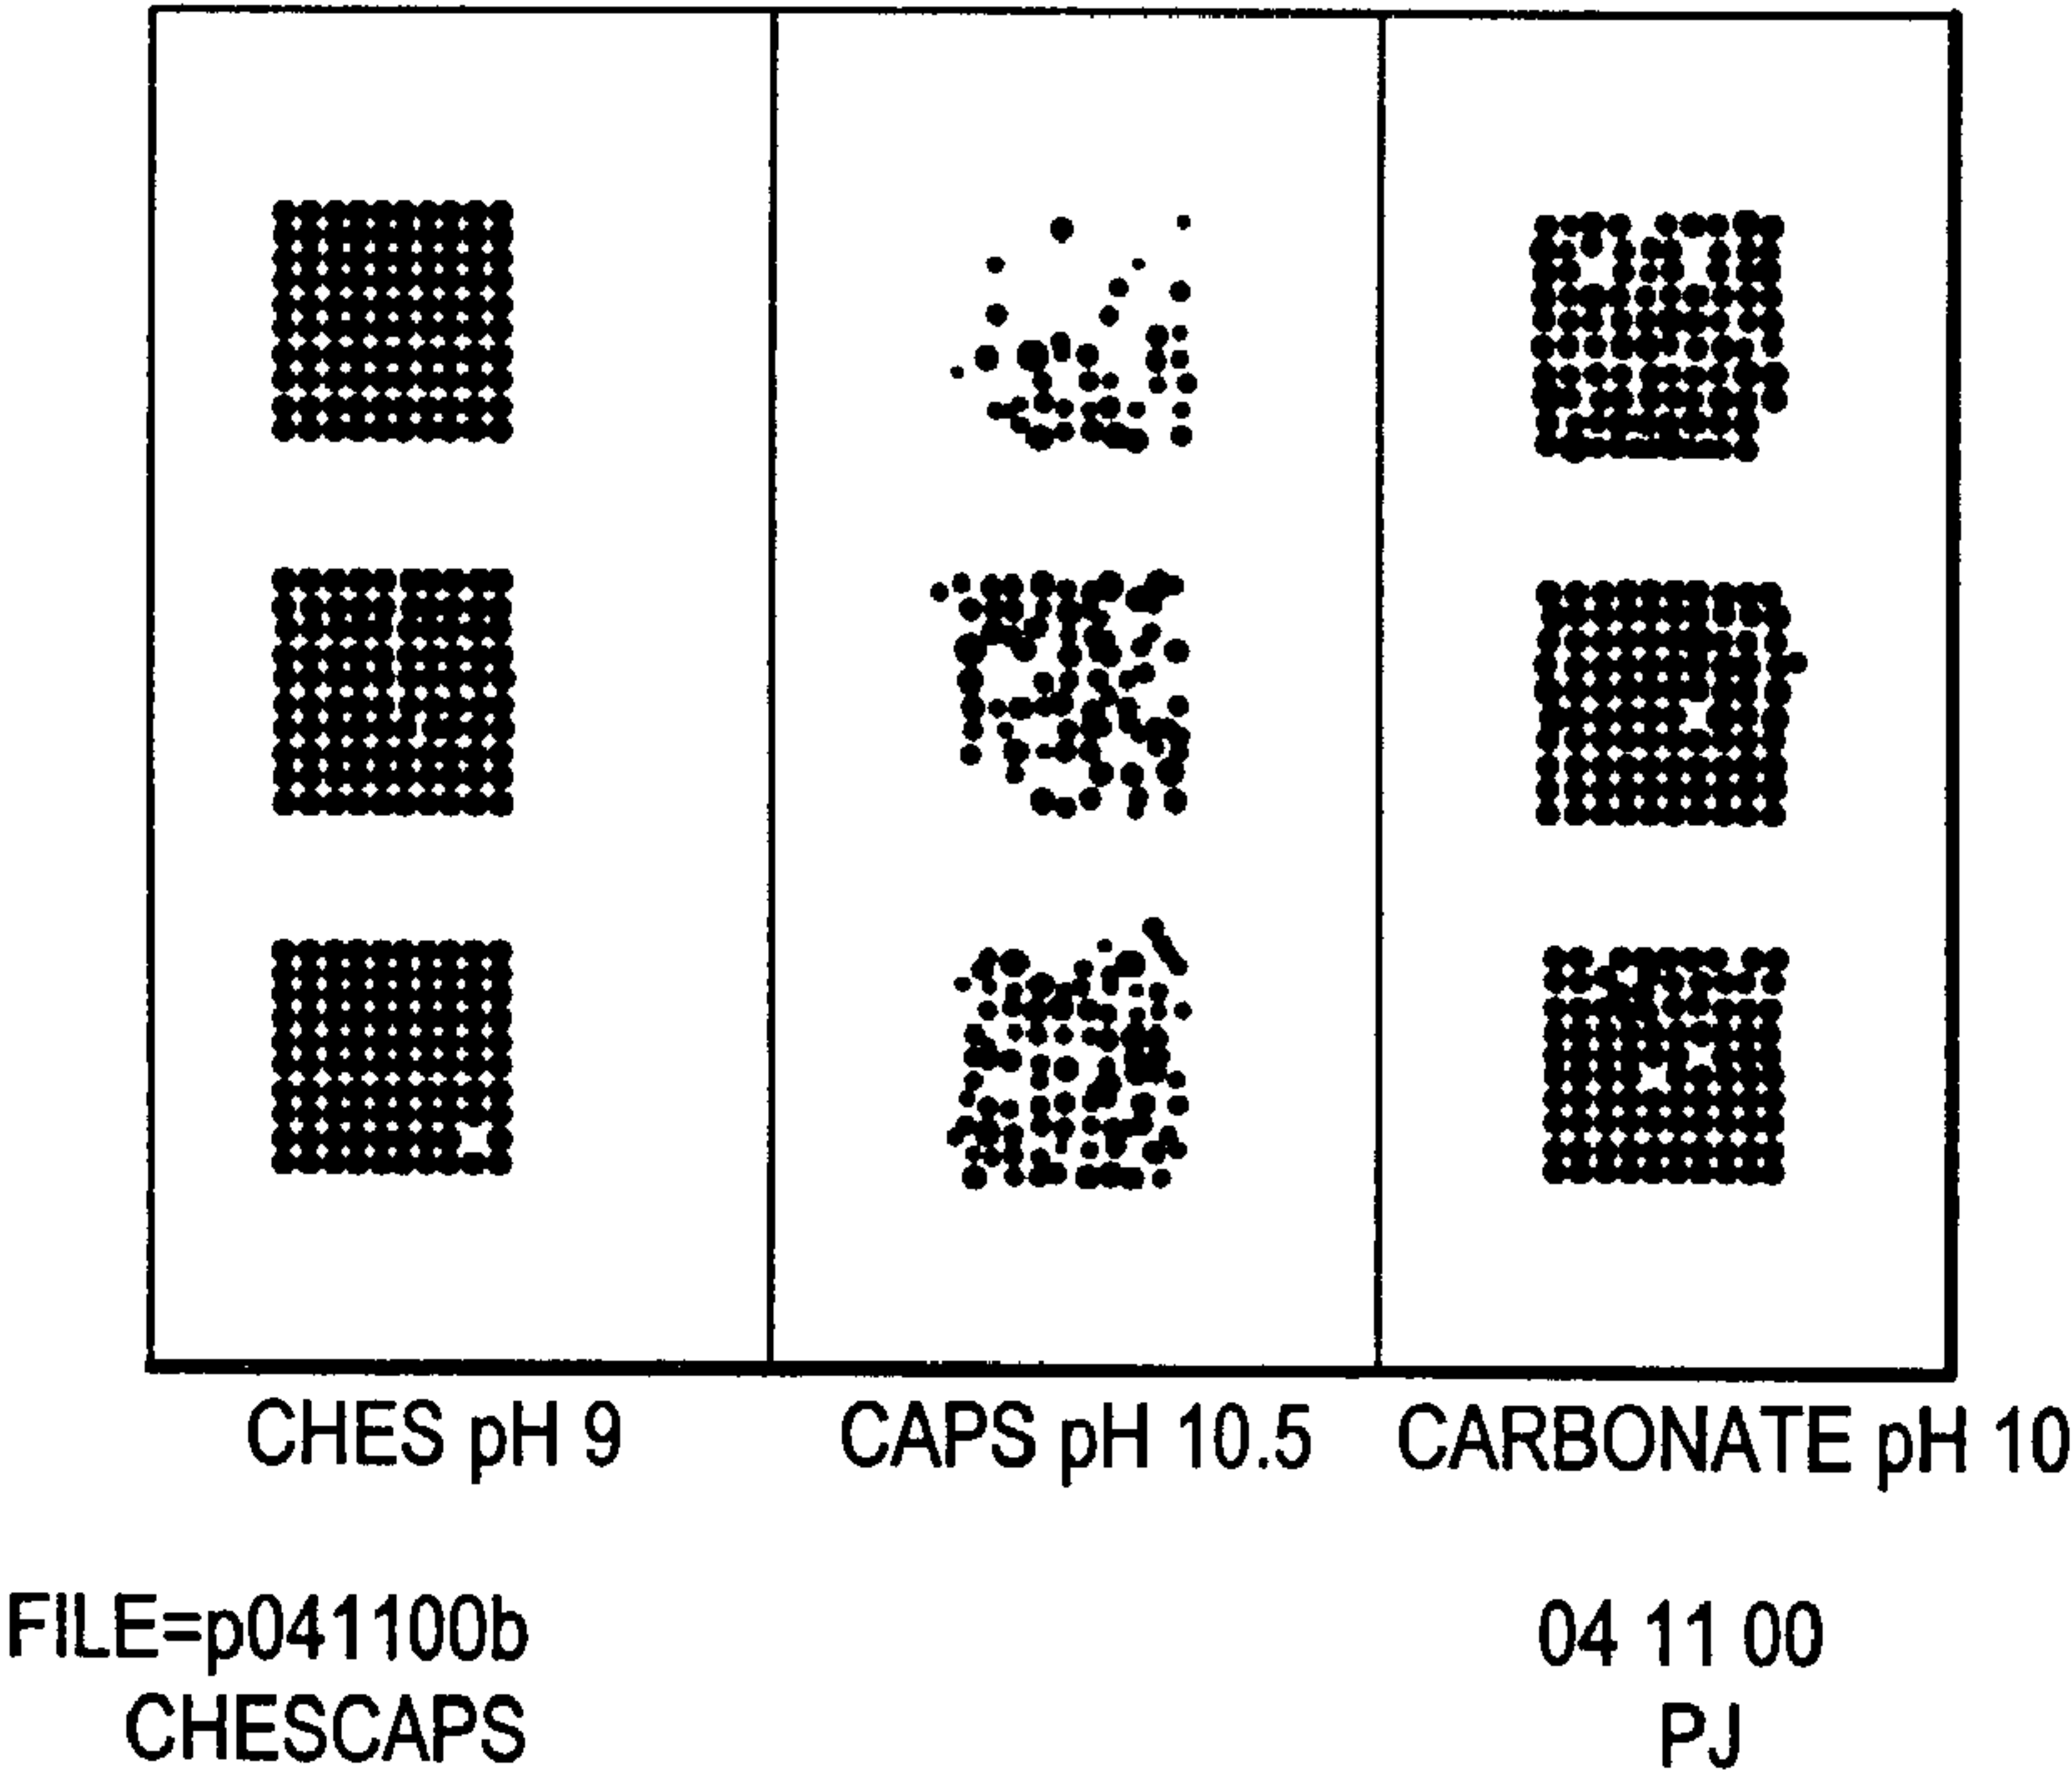 CHES pH 9 CAPS pH 10.5 CARBONATE pH 10
FILE=p041100b 04 11 00
CHESCAPS PJ